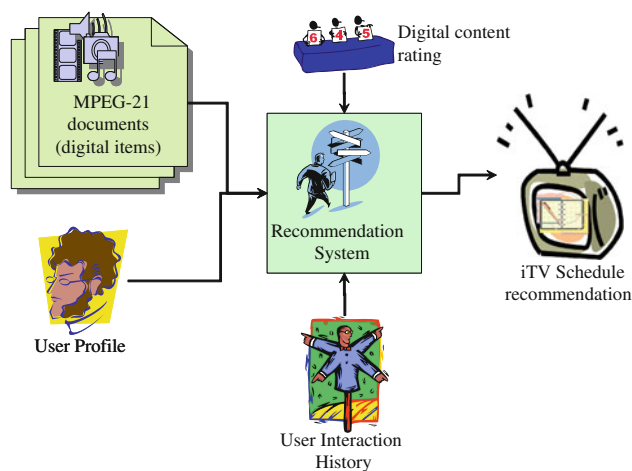 MPEG-21
documents
(digital items)
6 4 5
Digital content
rating
Recommendation
System
iTV Schedule
recommendation
User Profile
User Interaction
History